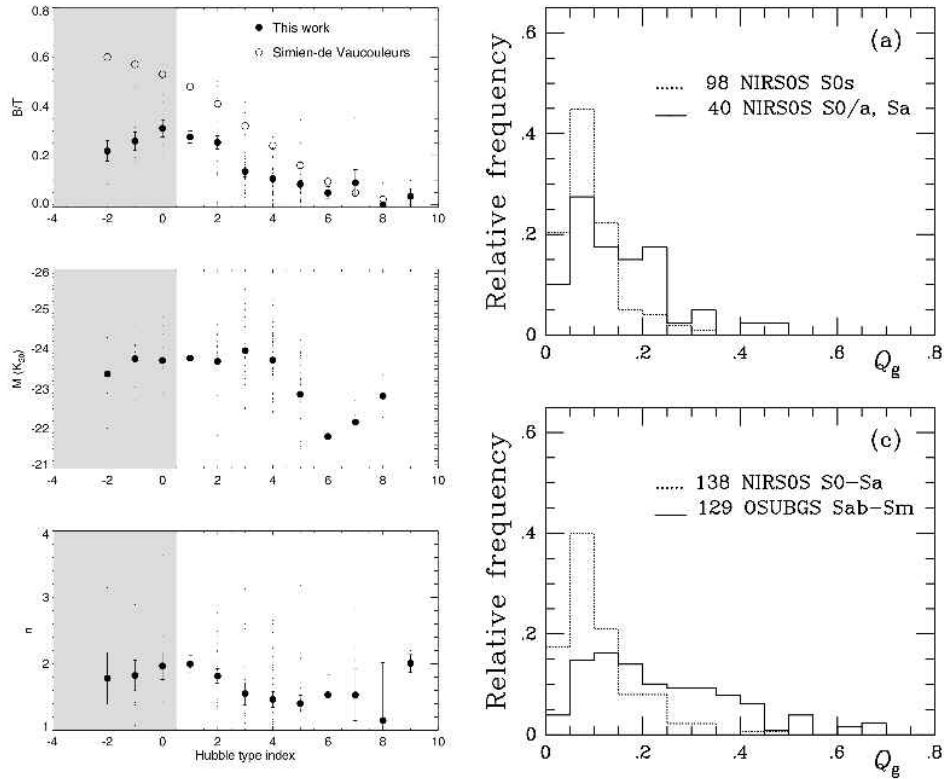 This work
Simien-de Vaucouleurs
0.8
0.6
0.4
0.2
0.0
B/T
-4 -2 0 2 4 6 8 10
-26
-25
-24
-23
-22
-21
M (K20)
-4 -2 0 2 4 6 8 10
4
3
2
1
n
-4 -2 0 2 4 6 8 10
Hubble type index
(a)
98 NIRS0S S0s
40 NIRS0S S0/a, Sa
.6
.4
.2
0
Relative frequency
0 .2 .4 .6 .8
Qg
(c)
138 NIRS0S S0-Sa
129 OSUBGS Sab-Sm
.6
.4
.2
0
Relative frequency
0 .2 .4 .6 .8
Qg